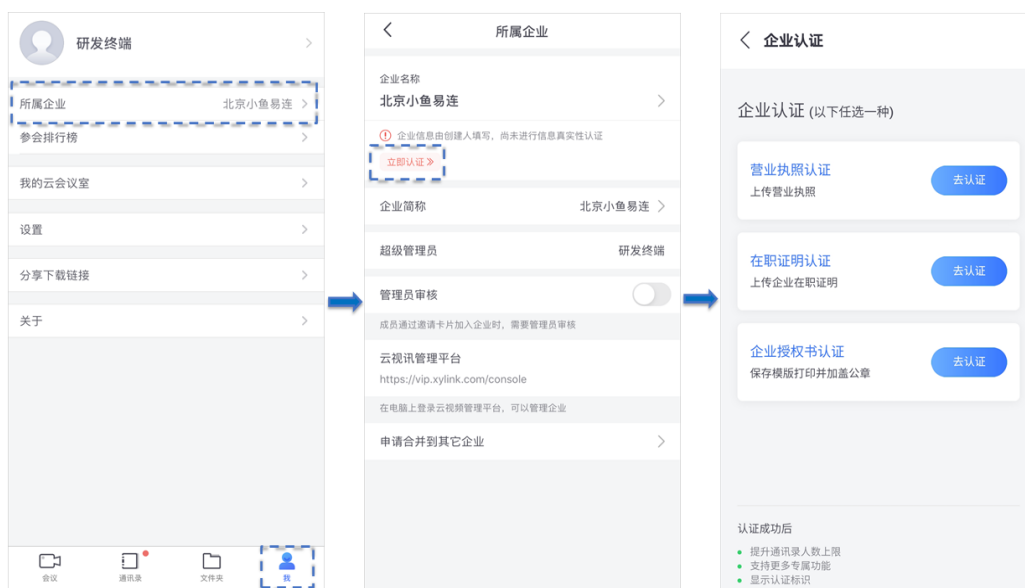 研发终端
所属企业 北京小鱼易连
参会排行榜
我的云会议室
设置
分享下载链接
关于
会议 通讯录 文件夹 我
所属企业
企业名称
北京小鱼易连
企业信息由创建人填写，尚未进行信息真实性认证
立即认证
企业简称 北京小鱼易连
超级管理员 研发终端
管理员审核
成员通过邀请卡片加入企业时，需要管理员审核
云视讯管理平台
https://vip.xylink.com/console
在电脑上登录云视频管理平台，可以管理企业
申请合并到其它企业
企业认证
企业认证 (以下任选一种)
营业执照认证
上传营业执照
去认证
在职证明认证
上传企业在职证明
去认证
企业授权书认证
保存模版打印并加盖公章
去认证
认证成功后
提升通讯录人数上限
支持更多专属功能
显示认证标识